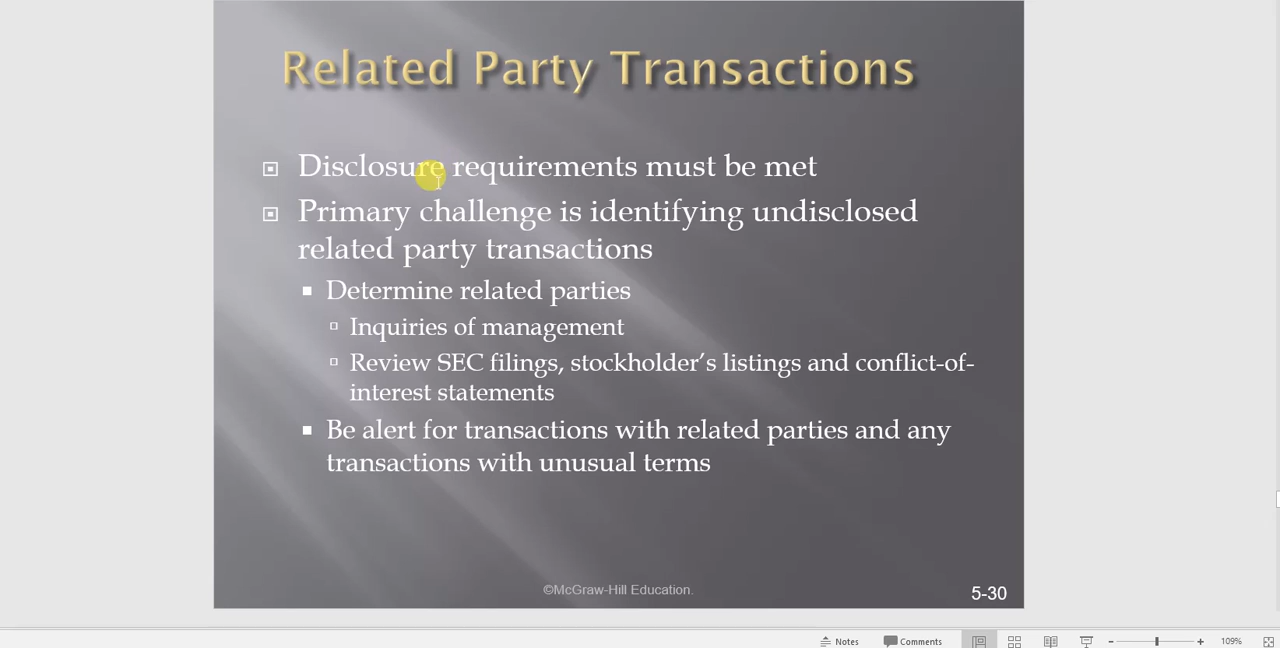 Related Party Transactions
Disclosure requirements must be met
Primary challenge is identifying undisclosed
related party transactions
Determine related parties
Inquiries of management
Review SEC filings, stockholder’s listings and conflict-of-
interest statements
Be alert for transactions with related parties and any
transactions with unusual terms
©McGraw-Hill Education.
5-30
Notes
Comments
109%